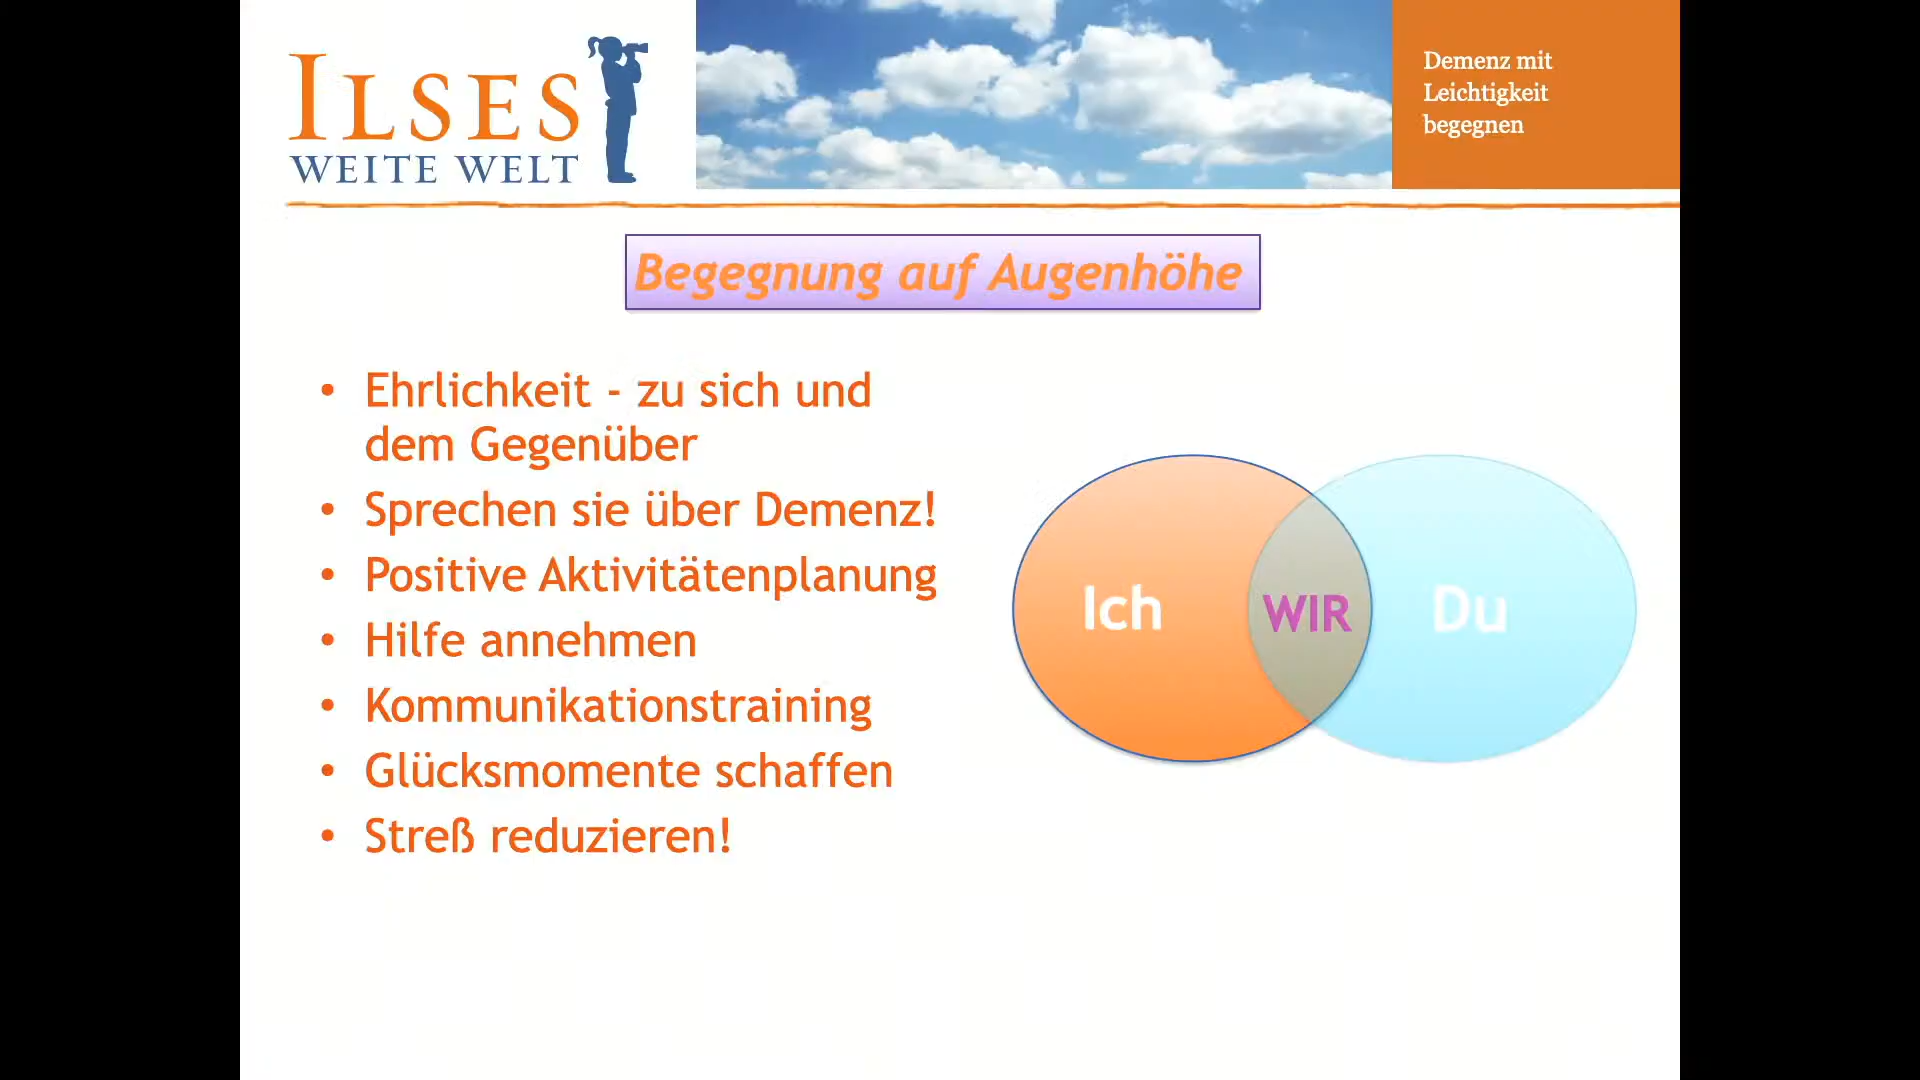 ILSES
WEITE WELT
Demenz mit
Leichtigkeit
begegnen
Begegnung auf Augenhöhe
• Ehrlichkeit - zu sich und
dem Gegenüber
• Sprechen sie über Demenz!
• Positive Aktivitätenplanung
• Hilfe annehmen
• Kommunikationstraining
• Glücksmomente schaffen
• Streß reduzieren!
Ich
WIR
Du